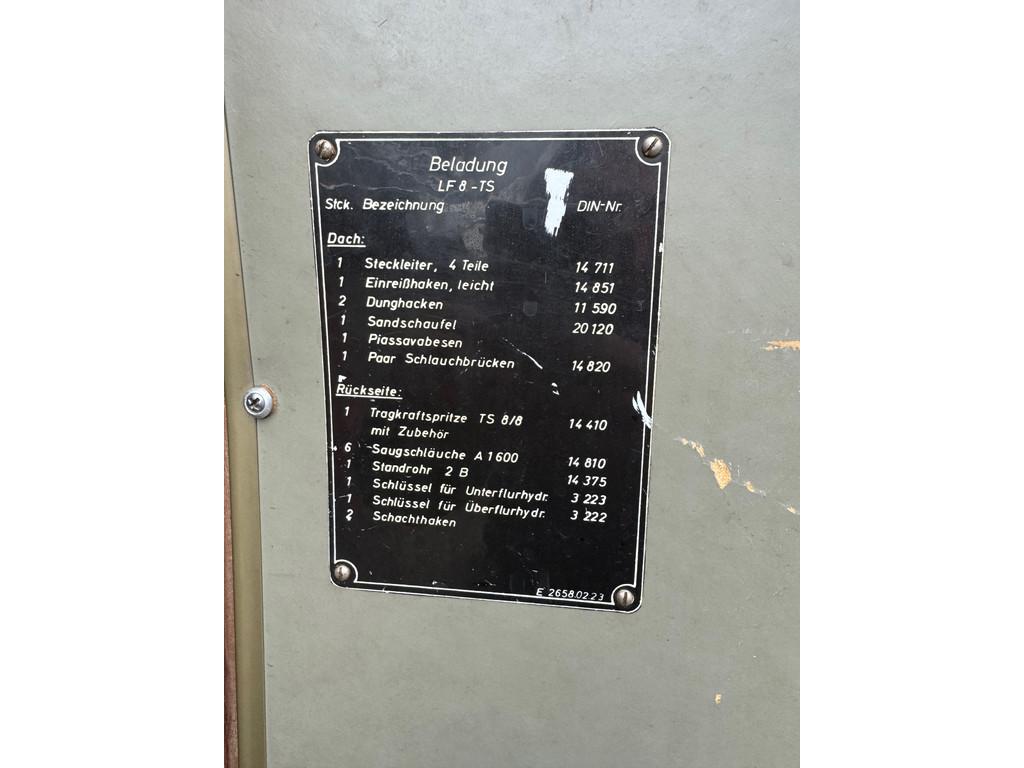 Beladung
LF 8 - TS
Stck. Bezeichnung DIN-Nr.
Dach:
1 Steckleiter, 4 Teile 14 711
1 Einreißhaken, leicht 14 851
2 Dunghacken 11 590
1 Sandschaufel 20 120
1 Piassavabesen
1 Paar Schlauchbrücken 14 820
Rückseite:
1 Tragkraftspritze TS 8/8 14 410
mit Zubehör
6 Saugschläuche A 1 600 14 810
1 Standrohr 2 B 14 375
1 Schlüssel für Unterflurhydr. 3 223
1 Schlüssel für Überflurhydr. 3 222
2 Schachthaken
E 2658.02.23